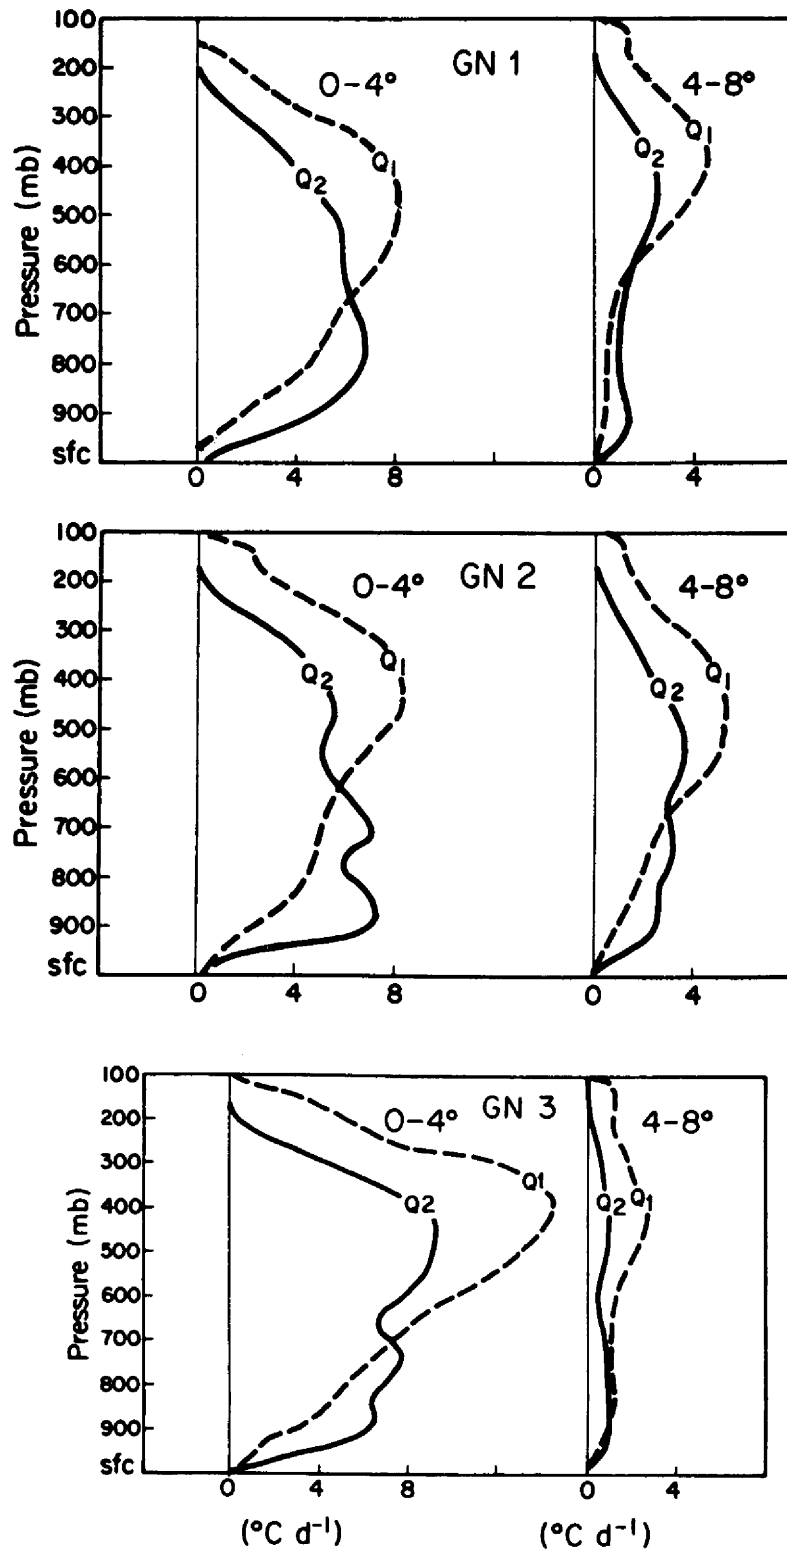 100
GN 1
0-4°
4-8°
200
300
Q1
Q1
Q2
400
Q2
500
600
700
800
900
sfc
Pressure (mb)
0 4 8 0 4
100
GN 2
0-4°
4-8°
200
300
Q1
Q1
Q2
400
Q2
500
600
700
800
900
sfc
Pressure (mb)
0 4 8 0 4
100
GN 3
0-4°
4-8°
200
300
Q1
Q1
Q2
Q2
400
500
600
700
800
900
sfc
Pressure (mb)
0 4 8 0 4
(°C d⁻¹) (°C d⁻¹)